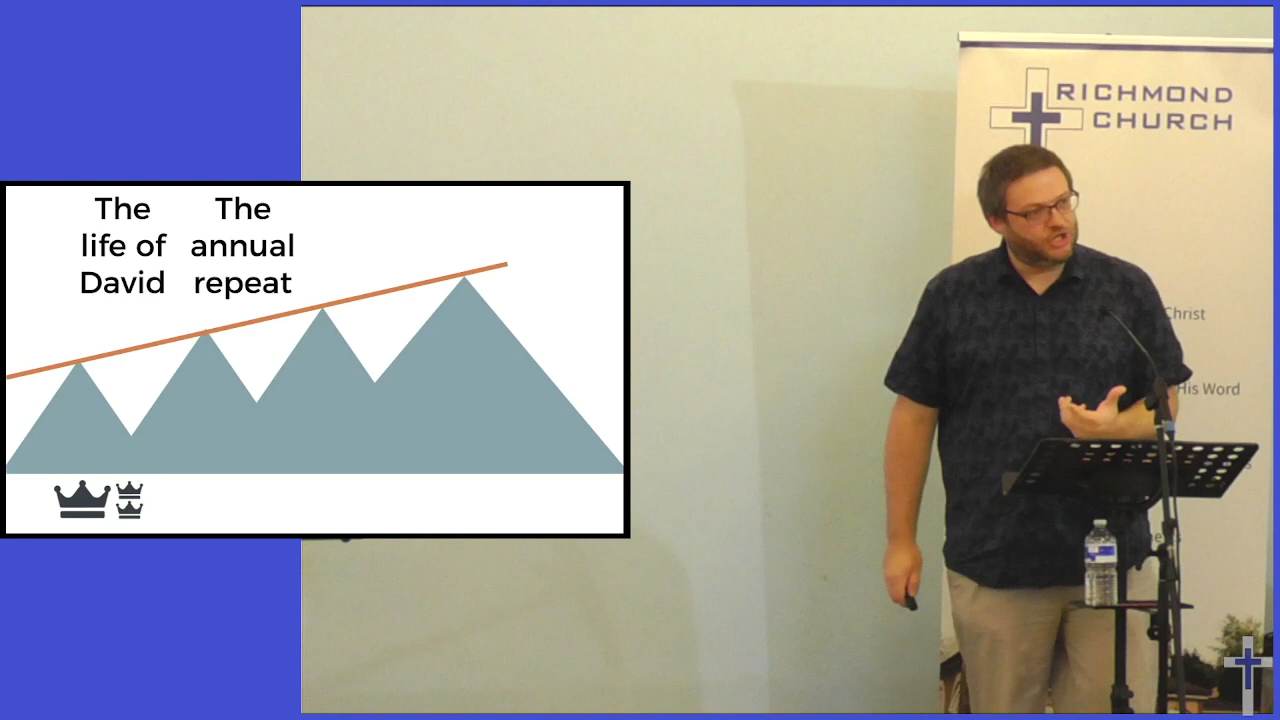 The
life of
David
The
annual
repeat
RICHMOND
CHURCH
Christ
His Word